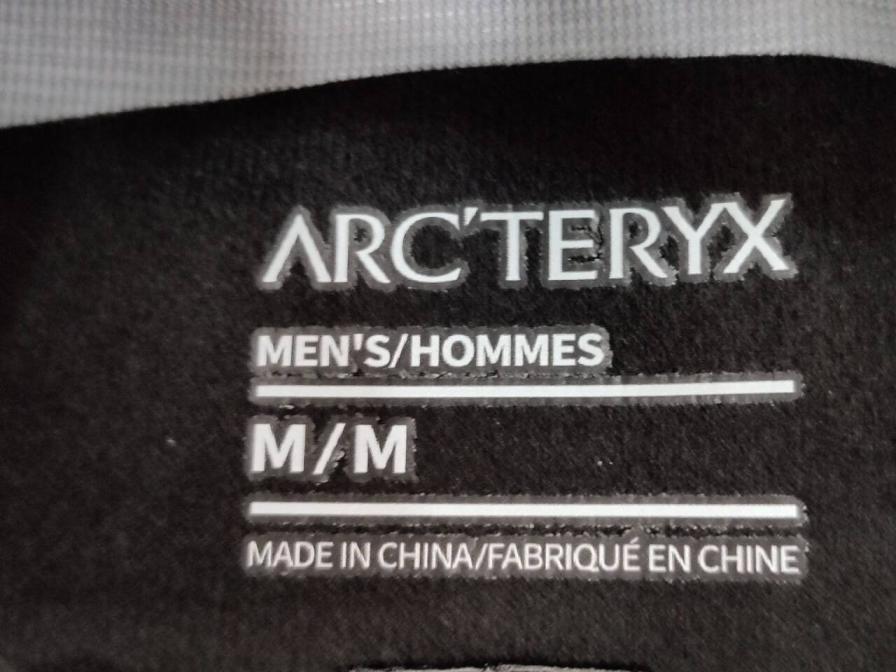 ARC'TERYX
MEN'S/HOMMES
M/M
MADE IN CHINA/FABRIQUÉ EN CHINE